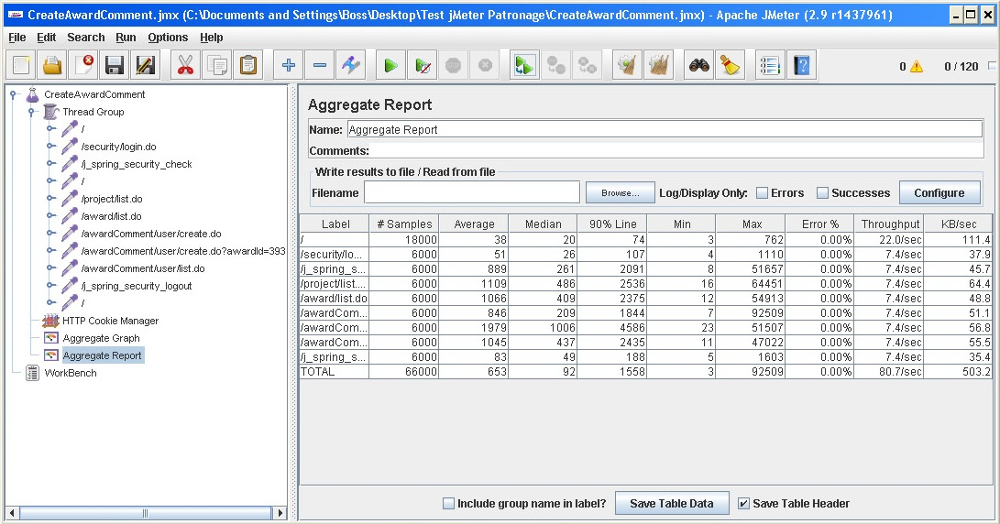 CreateAwardComment.jmx (C:\Documents and Settings\Boss\Desktop\Test jMeter Patronage\CreateAwardComment.jmx) - Apache JMeter (2.9 r1437961)
File Edit Search Run Options Help
0 0 / 120
CreateAwardComment
Thread Group
/
/security/login.do
/j_spring_security_check
/
/project/list.do
/award/list.do
/awardComment/user/create.do
/awardComment/user/create.do?awardId=393
/awardComment/user/list.do
/j_spring_security_logout
/
HTTP Cookie Manager
Aggregate Graph
Aggregate Report
WorkBench
Aggregate Report
Name: Aggregate Report
Comments:
Write results to file / Read from file
Filename Browse... Log/Display Only: Errors Successes Configure
Label # Samples Average Median 90% Line Min Max Error % Throughput KB/sec
/ 18000 38 20 74 3 762 0.00% 22.0/sec 111.4
/security/lo... 6000 51 26 107 4 1110 0.00% 7.4/sec 37.9
/j_spring_s... 6000 889 261 2091 8 51657 0.00% 7.4/sec 45.7
/project/list.... 6000 1109 486 2536 16 64451 0.00% 7.4/sec 64.4
/award/list.do 6000 1066 409 2375 12 54913 0.00% 7.4/sec 48.8
/awardCom... 6000 846 209 1844 7 92509 0.00% 7.4/sec 51.1
/awardCom... 6000 1979 1006 4586 23 51507 0.00% 7.4/sec 56.8
/awardCom... 6000 1045 437 2435 11 47022 0.00% 7.4/sec 55.5
/j_spring_s... 6000 83 49 188 5 1603 0.00% 7.4/sec 35.4
TOTAL 66000 653 92 1558 3 92509 0.00% 80.7/sec 503.2
Include group name in label? Save Table Data Save Table Header